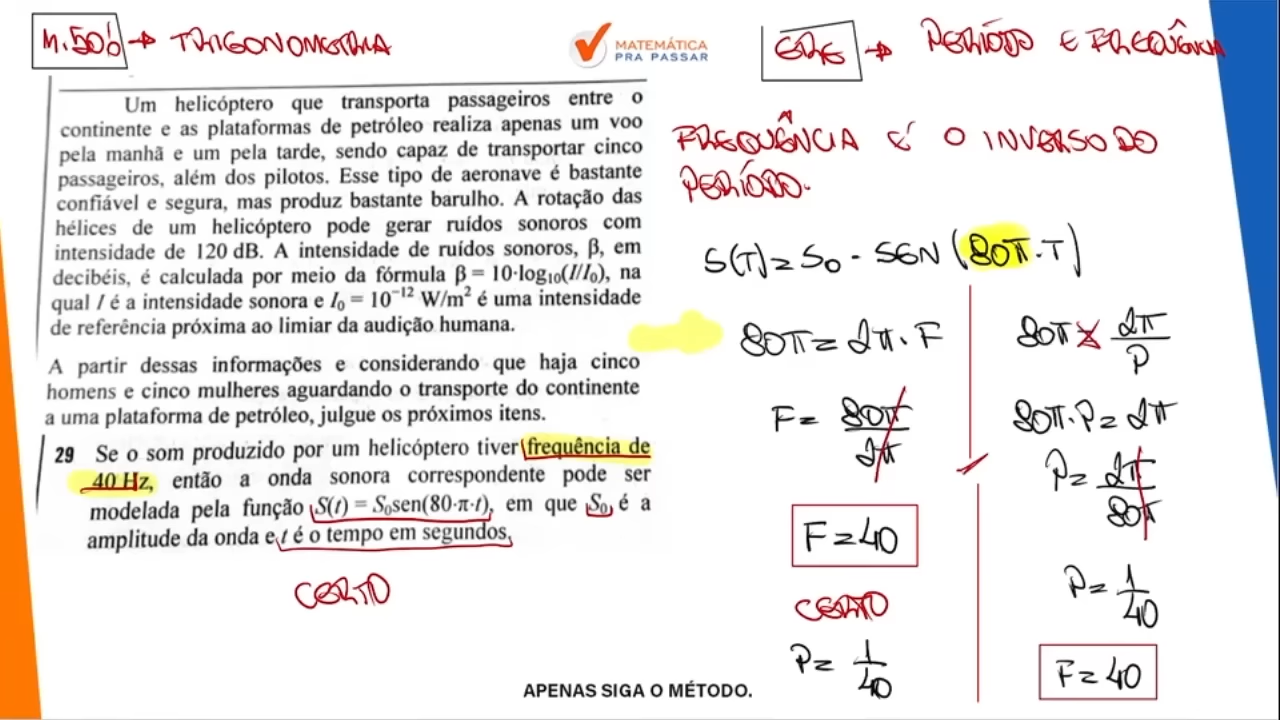 M.506 → TRIGONOMETRIA
MATEMÁTICA
PRA PASSAR
→ PERÍODO E FREQUÊNCIA
Um helicóptero que transporta passageiros entre o
continente e as plataformas de petróleo realiza apenas um voo
pela manhã e um pela tarde, sendo capaz de transportar cinco
passageiros, além dos pilotos. Esse tipo de aeronave é bastante
confiável e segura, mas produz bastante barulho. A rotação das
hélices de um helicóptero pode gerar ruídos sonoros com
intensidade de 120 dB. A intensidade de ruídos sonoros, β, em
decibéis, é calculada por meio da fórmula β = 10·log₁₀(I/I₀), na
qual I é a intensidade sonora e I₀ = 10⁻¹² W/m² é uma intensidade
de referência próxima ao limiar da audição humana.
A partir dessas informações e considerando que haja cinco
homens e cinco mulheres aguardando o transporte do continente
a uma plataforma de petróleo, julgue os próximos itens.
29 Se o som produzido por um helicóptero tiver frequência de
40 Hz, então a onda sonora correspondente pode ser
modelada pela função S(t) = S₀sen(80·π·t), em que S₀ é a
amplitude da onda e t é o tempo em segundos.
CERTO
FREQUÊNCIA É O INVERSO DO
PERÍODO.
S(T) = S₀ · SEN (80π·T)
80π = 2π · F
F = 80π/2π
F = 40
CERTO
P = 1/40
80π = 2π/P
80π·P = 2π
P = 2π/80π
P = 1/40
F = 40
APENAS SIGA O MÉTODO.